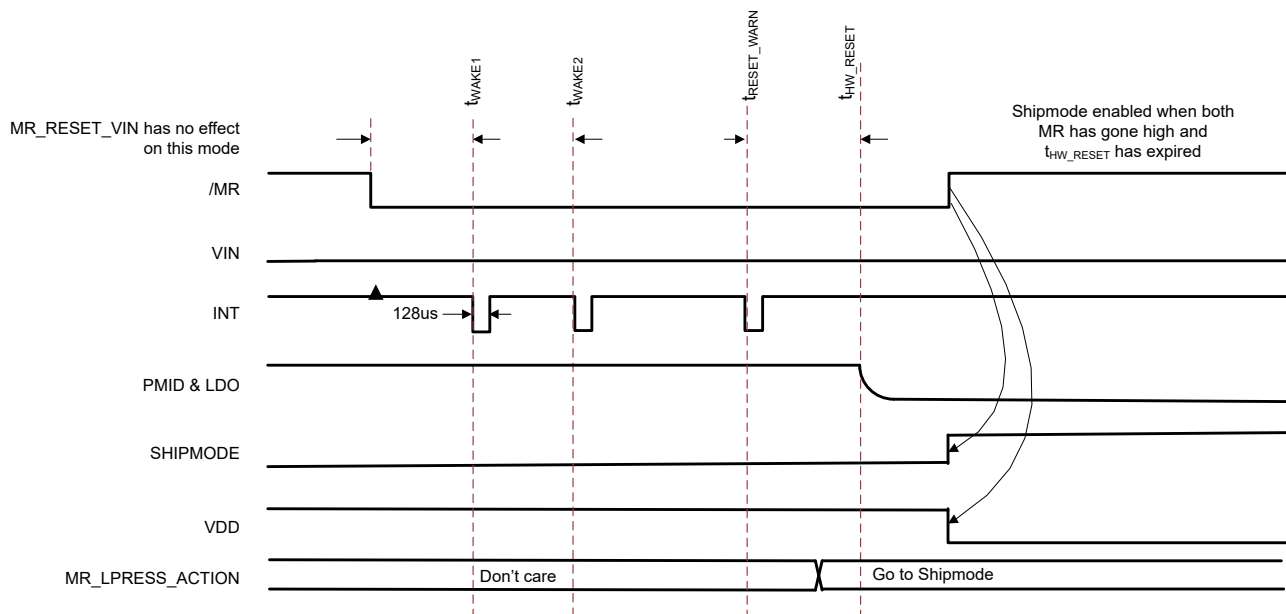 tWAKE1
tWAKE2
tRESET_WARN
tHW_RESET
MR_RESET_VIN has no effect
on this mode
Shipmode enabled when both
MR has gone high and
tHW_RESET has expired
/MR
VIN
INT
128us
PMID & LDO
SHIPMODE
VDD
MR_LPRESS_ACTION
Don't care
Go to Shipmode